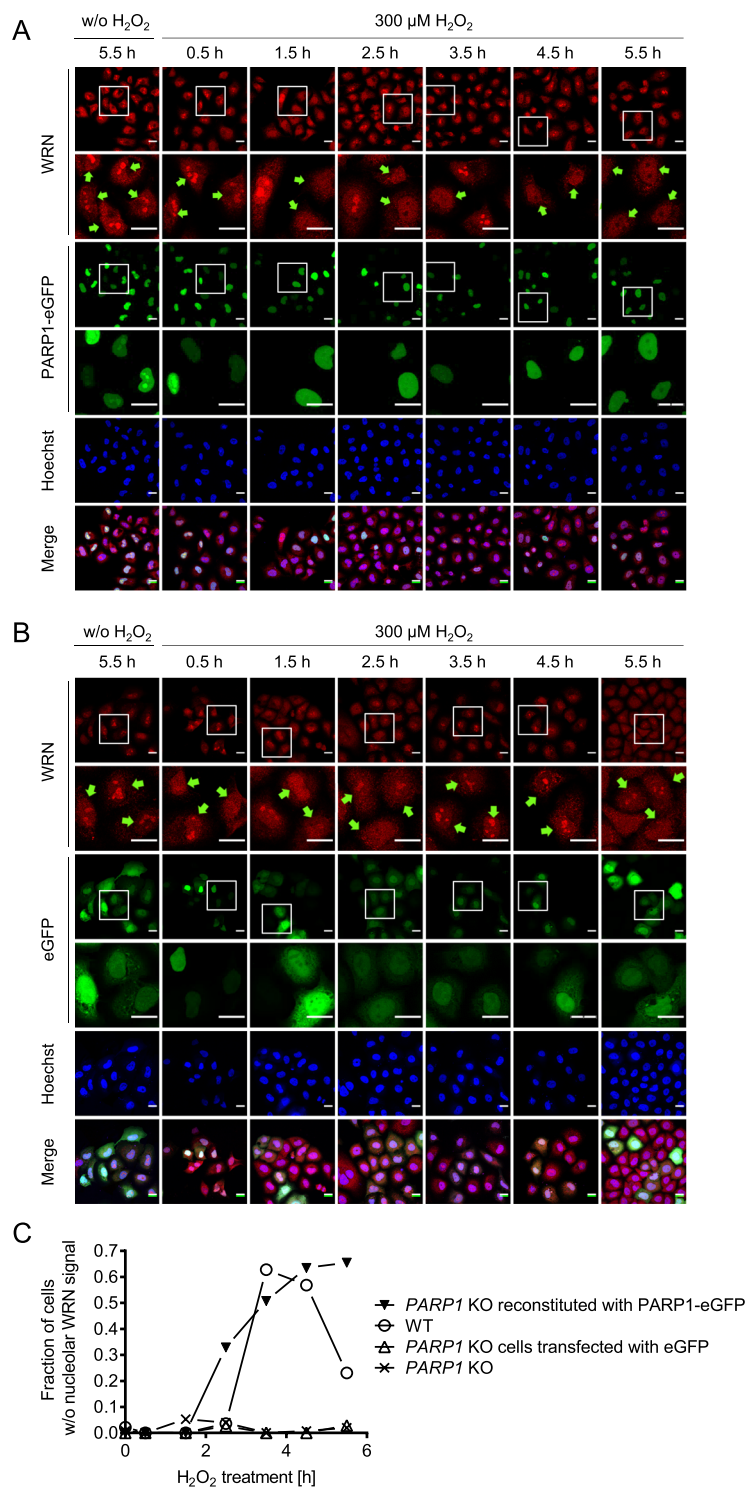 A
w/o H₂O₂
300 µM H₂O₂
5.5 h
0.5 h
1.5 h
2.5 h
3.5 h
4.5 h
5.5 h
WRN
PARP1-eGFP
Hoechst
Merge
B
w/o H₂O₂
300 µM H₂O₂
5.5 h
0.5 h
1.5 h
2.5 h
3.5 h
4.5 h
5.5 h
WRN
eGFP
Hoechst
Merge
C
Fraction of cells
w/o nucleolar WRN signal
0.7
0.6
0.5
0.4
0.3
0.2
0.1
0.0
0
2
4
6
H₂O₂ treatment [h]
PARP1 KO reconstituted with PARP1-eGFP
WT
PARP1 KO cells transfected with eGFP
PARP1 KO